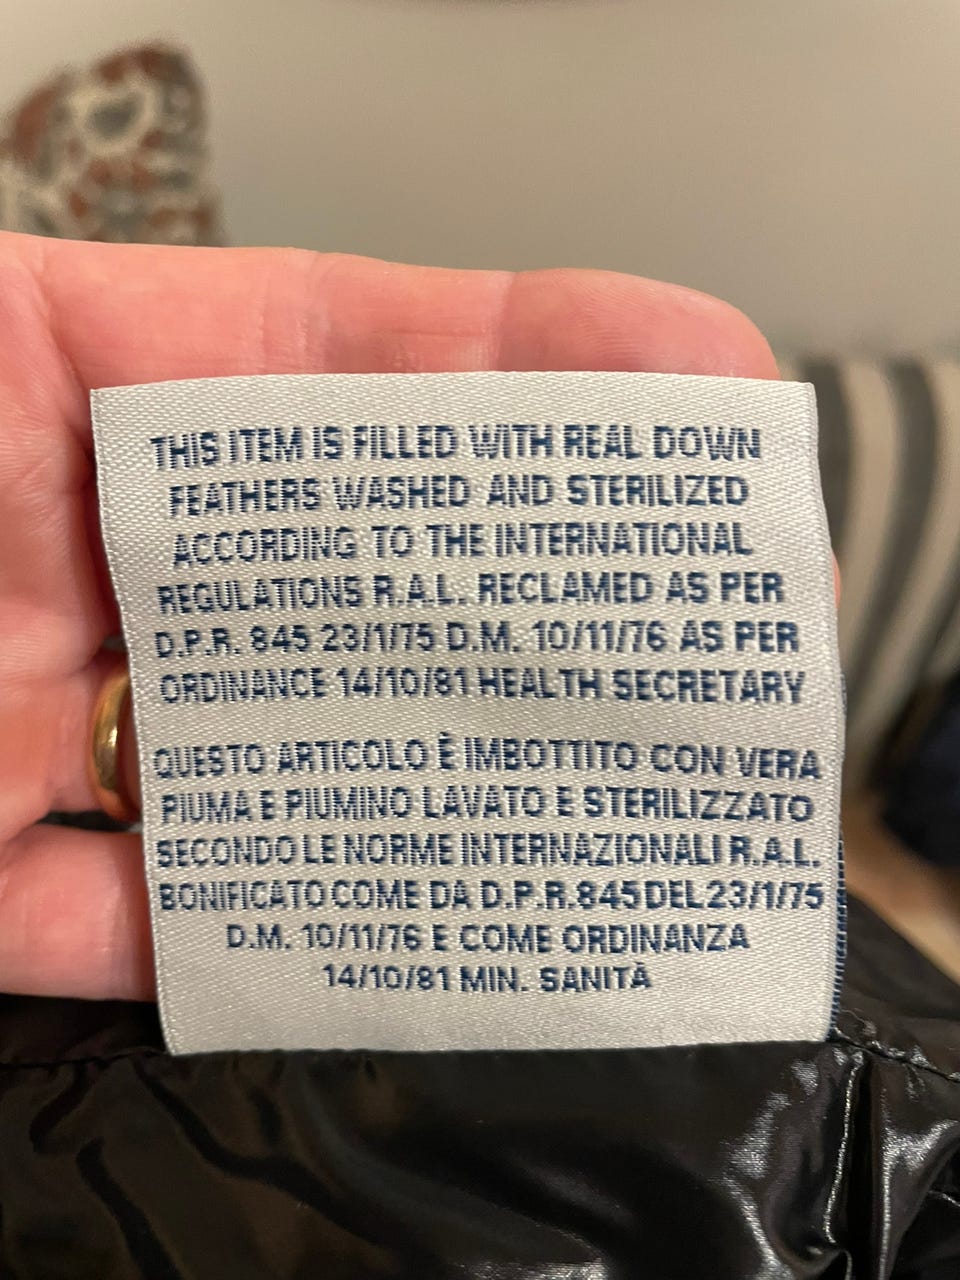 THIS ITEM IS FILLED WITH REAL DOWN
FEATHERS WASHED AND STERILIZED
ACCORDING TO THE INTERNATIONAL
REGULATIONS R.A.L. RECLAMED AS PER
D.P.R. 845 23/1/75 D.M. 10/11/76 AS PER
ORDINANCE 14/10/81 HEALTH SECRETARY
QUESTO ARTICOLO È IMBOTTITO CON VERA
PIUMA E PIUMINO LAVATO E STERILIZZATO
SECONDO LE NORME INTERNAZIONALI R.A.L.
BONIFICATO COME DA D.P.R.845 DEL 23/1/75
D.M. 10/11/76 E COME ORDINANZA
14/10/81 MIN. SANITÀ